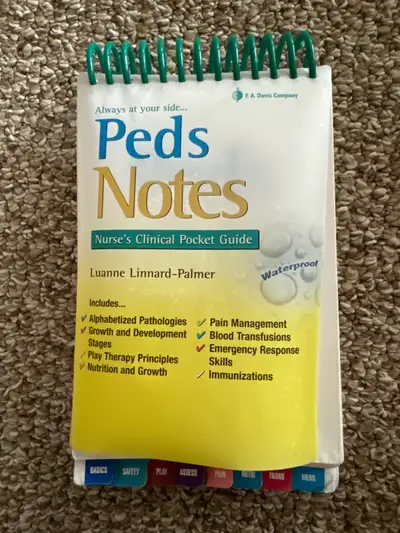 Always at your side...
F. A. Davis Company
Peds
Notes
Nurse's Clinical Pocket Guide
Luanne Linnard-Palmer
Waterproof
Includes...
Alphabetized Pathologies
Growth and Development
Stages
Play Therapy Principles
Nutrition and Growth
Pain Management
Blood Transfusions
Emergency Response
Skills
Immunizations
BASICS SAFETY PLAY ASSESS PAIN NUTRI TRANS MEDS